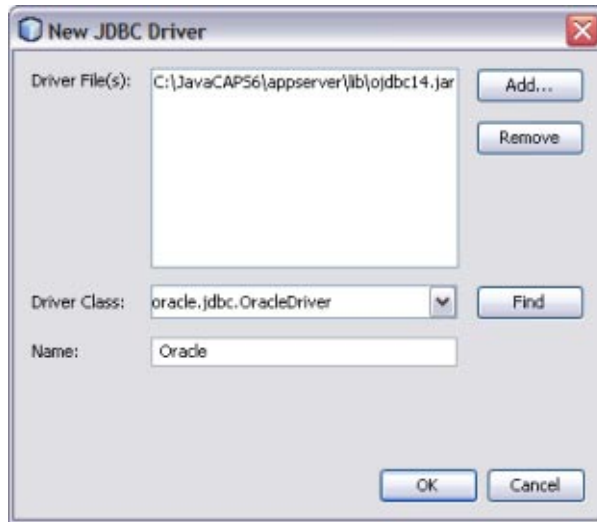 New JDBC Driver
Driver File(s):
C:\JavaCAPS6\appserver\lib\ojdbc14.jar
Add...
Remove
Driver Class:
oracle.jdbc.OracleDriver
Find
Name:
Oracle
OK
Cancel